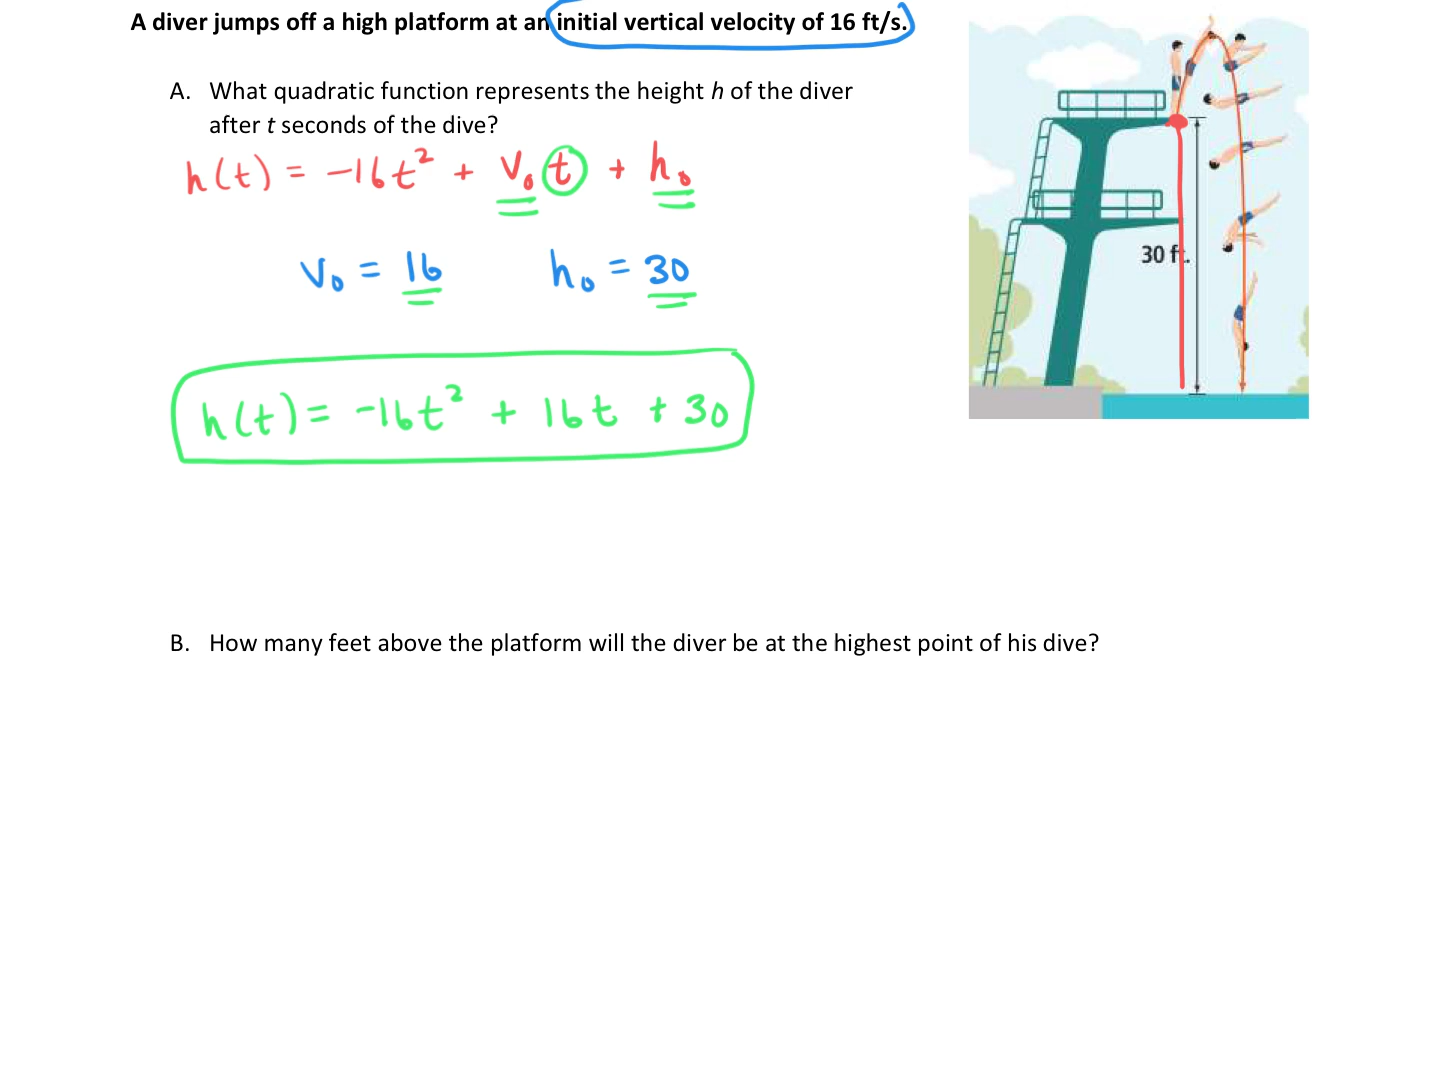 A diver jumps off a high platform at an initial vertical velocity of 16 ft/s.
A. What quadratic function represents the height h of the diver
after t seconds of the dive?
h(t) = -16t² + v₀t + h₀
v₀ = 16 h₀ = 30
30 ft.
h(t) = -16t² + 16t + 30
B. How many feet above the platform will the diver be at the highest point of his dive?